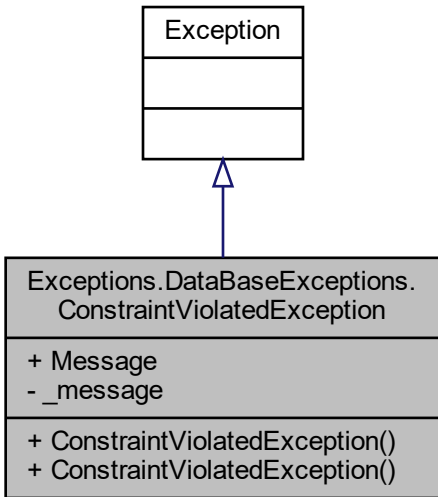 Exception
Exceptions.DataBaseExceptions.
ConstraintViolatedException
+ Message
- _message
+ ConstraintViolatedException()
+ ConstraintViolatedException()